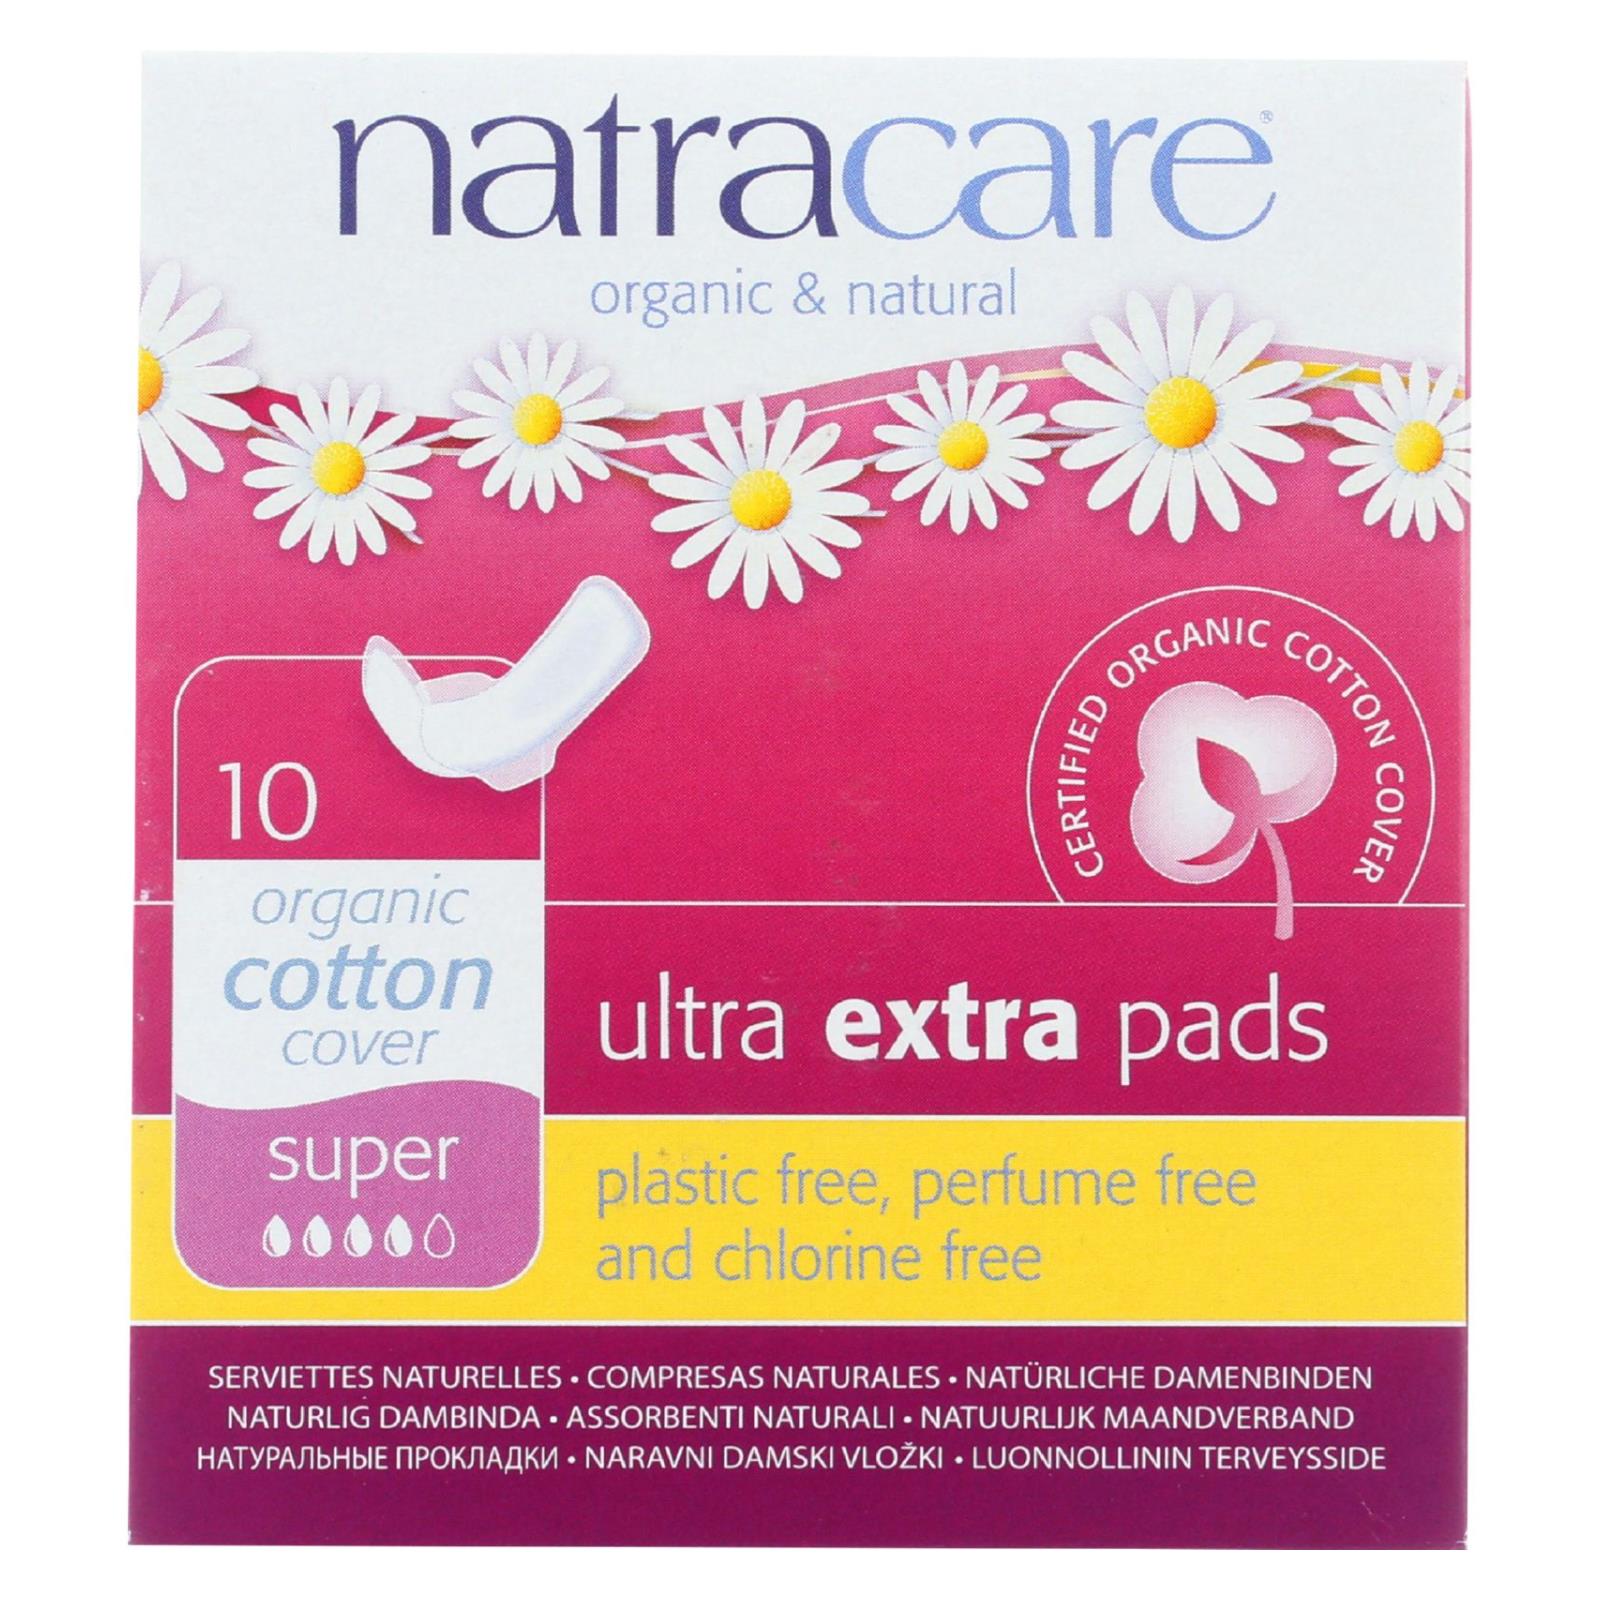 natracare®
organic & natural
CERTIFIED ORGANIC COTTON COVER
10
organic
cotton
cover
super
ultra extra pads
plastic free, perfume free
and chlorine free
SERVIETTES NATURELLES • COMPRESAS NATURALES • NATÜRLICHE DAMENBINDEN
NATURLIG DAMBINDA • ASSORBENTI NATURALI • NATUURLIJK MAANDVERBAND
НАТУРАЛЬНЫЕ ПРОКЛАДКИ • NARAVNI DAMSKI VLOŽKI • LUONNOLLININ TERVEYSSIDE